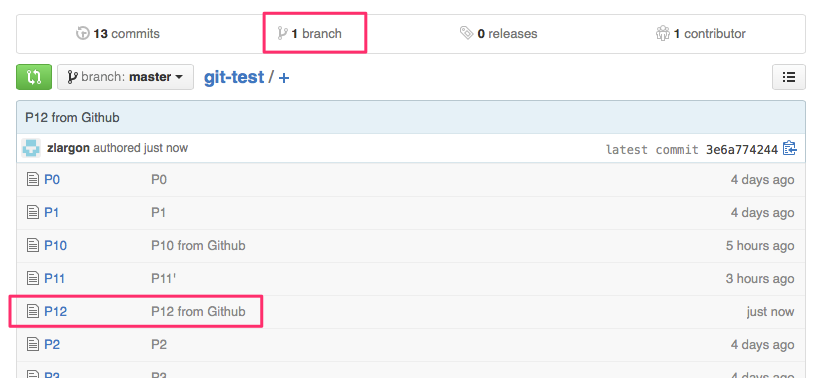 13 commits 1 branch 0 releases 1 contributor
branch: master git-test / +
P12 from Github
zlargon authored just now latest commit 3e6a774244
P0 P0 4 days ago
P1 P1 4 days ago
P10 P10 from Github 5 hours ago
P11 P11' 3 hours ago
P12 P12 from Github just now
P2 P2 4 days ago
P3 P3 4 days ago